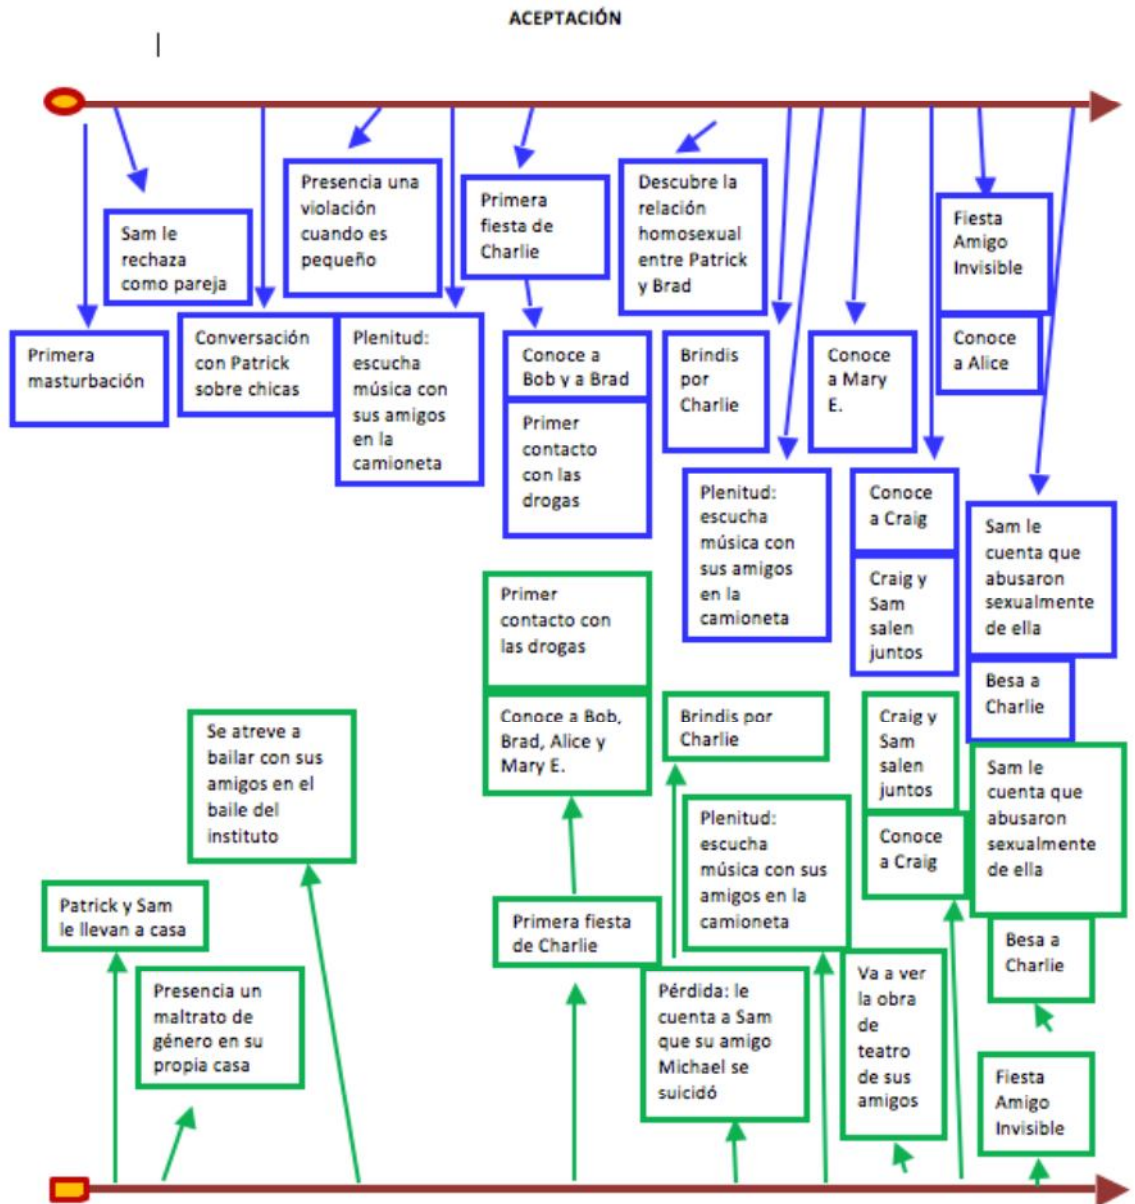 ACEPTACIÓN
Primera
masturbación
Sam le
rechaza
como pareja
Conversación
con Patrick
sobre chicas
Presencia una
violación
cuando es
pequeño
Plenitud:
escucha
música con
sus amigos
en la
camioneta
Primera
fiesta de
Charlie
Conoce a
Bob y a Brad
Primer
contacto
con las
drogas
Descubre la
relación
homosexual
entre Patrick
y Brad
Brindis
por
Charlie
Plenitud:
escucha
música con
sus amigos
en la
camioneta
Conoce
a Mary
E.
Conoce
a Craig
Craig y
Sam
salen
juntos
Fiesta
Amigo
Invisible
Conoce
a Alice
Sam le
cuenta que
abusaron
sexualmente
de ella
Besa a
Charlie
Patrick y Sam
le llevan a casa
Presencia un
maltrato de
género en su
propia casa
Se atreve a
bailar con sus
amigos en el
baile del
instituto
Primer
contacto con
las drogas
Conoce a Bob,
Brad, Alice y
Mary E.
Primera fiesta
de Charlie
Brindis por
Charlie
Pérdida: le
cuenta a Sam
que su amigo
Michael se
suicidó
Plenitud:
escucha
música con sus
amigos en la
camioneta
Va a ver
la obra
de
teatro
de sus
amigos
Craig y
Sam
salen
juntos
Conoce
a Craig
Sam le
cuenta que
abusaron
sexualmente
de ella
Besa a
Charlie
Fiesta
Amigo
Invisible